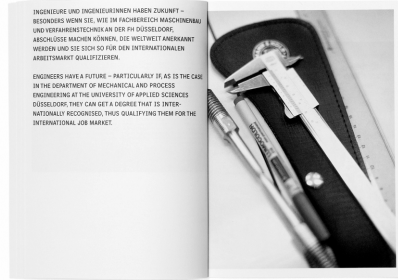 INGENIEURE UND INGENIEURINNEN HABEN ZUKUNFT –
BESONDERS WENN SIE, WIE IM FACHBEREICH MASCHINENBAU
UND VERFAHRENSTECHNIK AN DER FH DÜSSELDORF,
ABSCHLÜSSE MACHEN KÖNNEN, DIE WELTWEIT ANERKANNT
WERDEN UND SIE SICH SO FÜR DEN INTERNATIONALEN
ARBEITSMARKT QUALIFIZIEREN.
ENGINEERS HAVE A FUTURE – PARTICULARLY IF, AS IS THE CASE
IN THE DEPARTMENT OF MECHANICAL AND PROCESS
ENGINEERING AT THE UNIVERSITY OF APPLIED SCIENCES
DÜSSELDORF, THEY CAN GET A DEGREE THAT IS INTER-
NATIONALLY RECOGNISED, THUS QUALIFYING THEM FOR THE
INTERNATIONAL JOB MARKET.